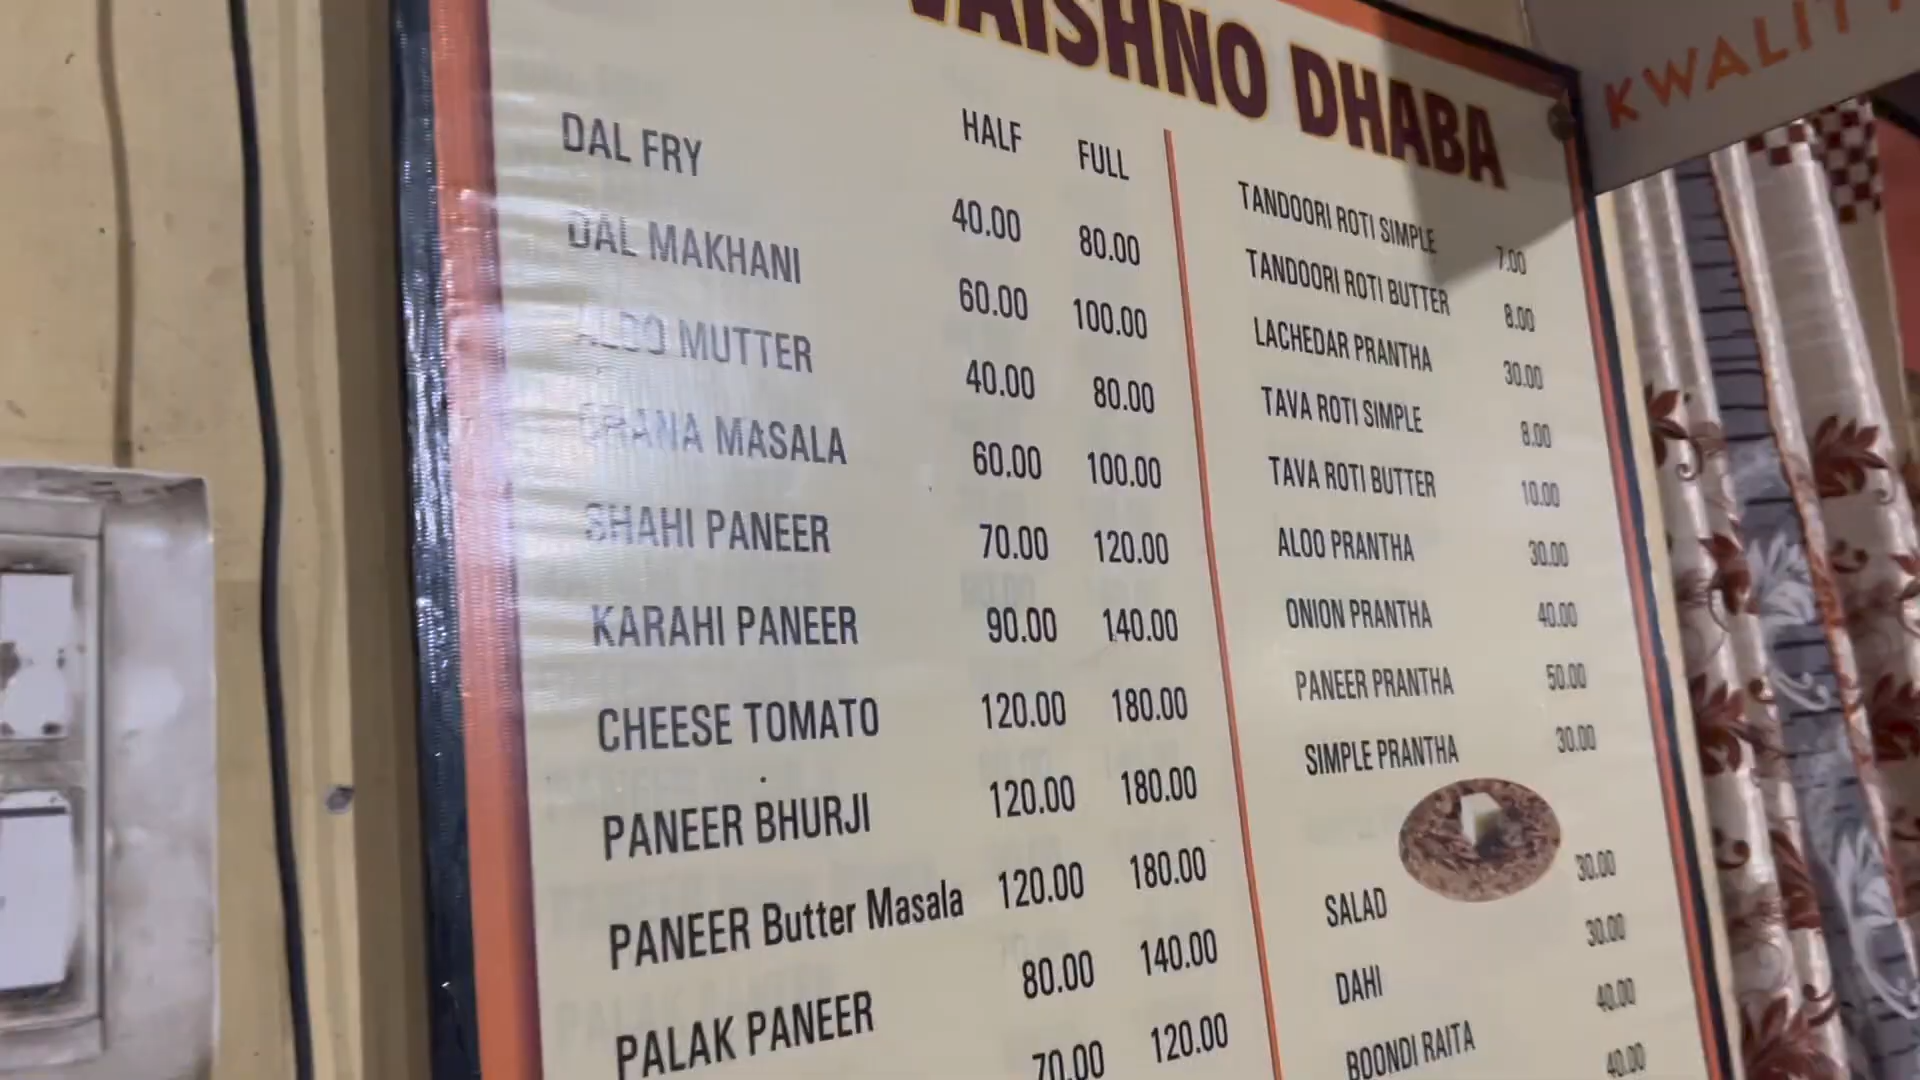 VAISHNO DHABA
KWALITY
HALF FULL
DAL FRY 40.00 80.00
DAL MAKHANI 60.00 100.00
ALOO MUTTER 40.00 80.00
CHANA MASALA 60.00 100.00
SHAHI PANEER 70.00 120.00
KARAHI PANEER 90.00 140.00
CHEESE TOMATO 120.00 180.00
PANEER BHURJI 120.00 180.00
PANEER Butter Masala 120.00 180.00
PALAK PANEER 80.00 140.00
70.00 120.00
TANDOORI ROTI SIMPLE 7.00
TANDOORI ROTI BUTTER 8.00
LACHEDAR PRANTHA 30.00
TAVA ROTI SIMPLE 8.00
TAVA ROTI BUTTER 10.00
ALOO PRANTHA 30.00
ONION PRANTHA 40.00
PANEER PRANTHA 50.00
SIMPLE PRANTHA 30.00
SALAD 30.00
DAHI 30.00
BOONDI RAITA 40.00
40.00